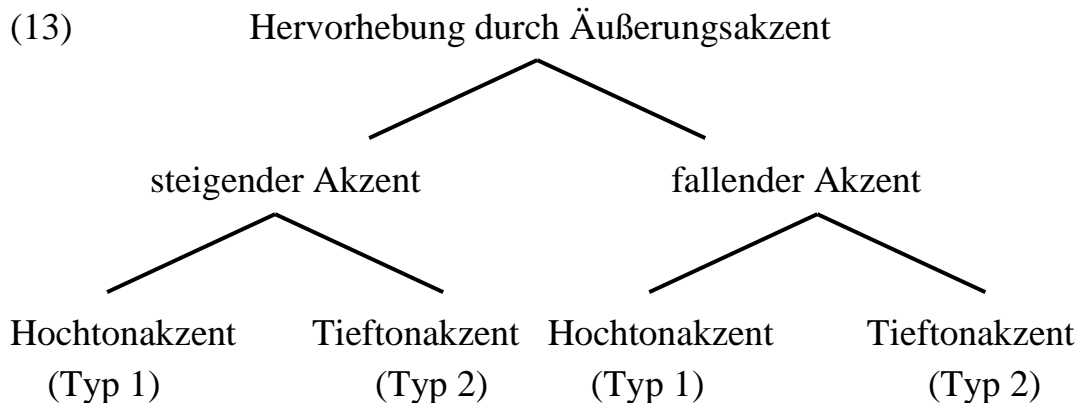 (13) Hervorhebung durch Äußerungsakzent
steigender Akzent fallender Akzent
Hochtonakzent Tieftonakzent Hochtonakzent Tieftonakzent
(Typ 1) (Typ 2) (Typ 1) (Typ 2)